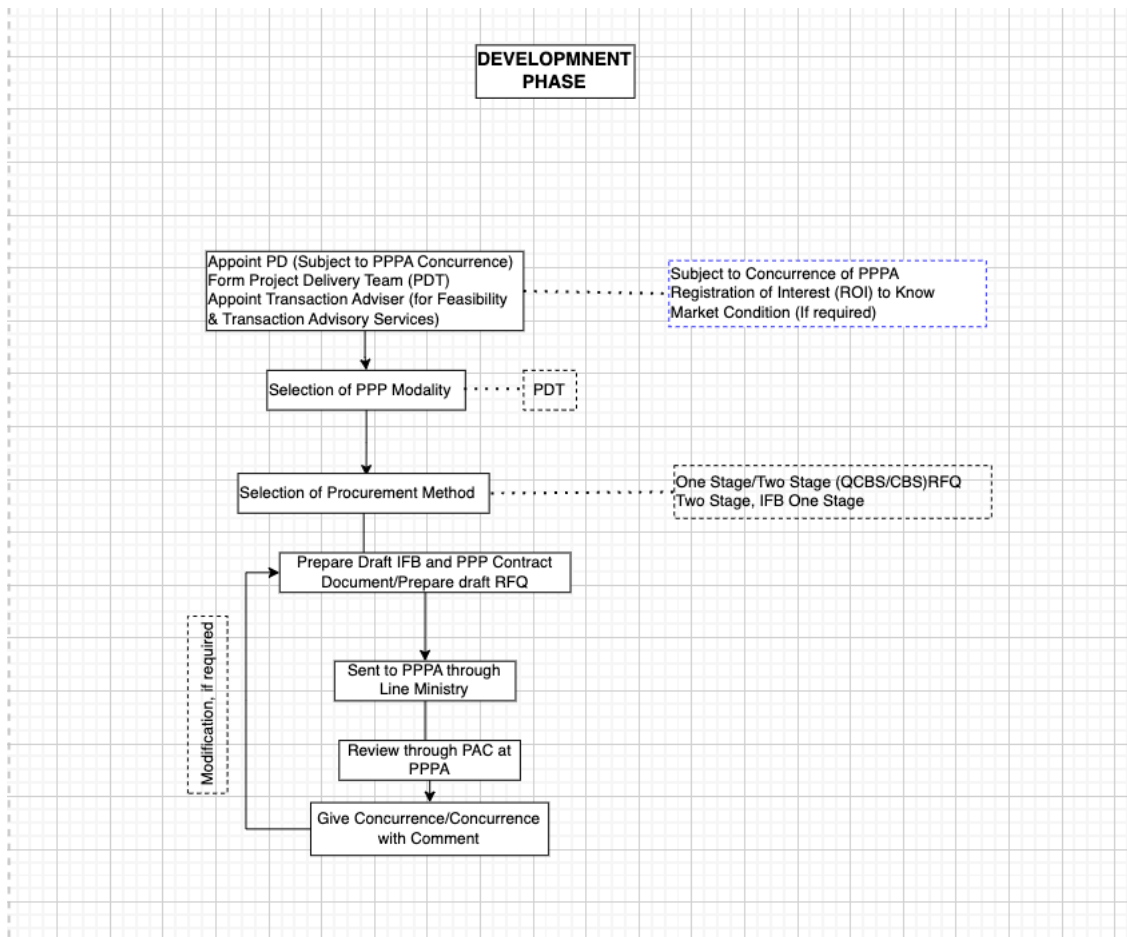 DEVELOPMNENT
PHASE
Appoint PD (Subject to PPPA Concurrence)
Form Project Delivery Team (PDT)
Appoint Transaction Adviser (for Feasibility
& Transaction Advisory Services)
Subject to Concurrence of PPPA
Registration of Interest (ROI) to Know
Market Condition (If required)
Selection of PPP Modality
PDT
Selection of Procurement Method
One Stage/Two Stage (QCBS/CBS)RFQ
Two Stage, IFB One Stage
Prepare Draft IFB and PPP Contract
Document/Prepare draft RFQ
Modification, if required
Sent to PPPA through
Line Ministry
Review through PAC at
PPPA
Give Concurrence/Concurrence
with Comment